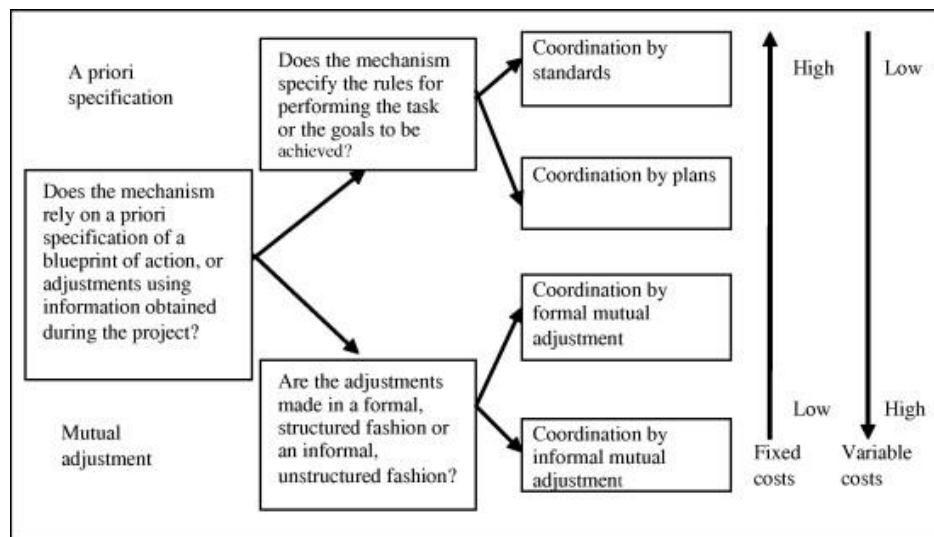 A priori
specification
Does the mechanism
specify the rules for
performing the task
or the goals to be
achieved?
Coordination by
standards
High
Low
Coordination by plans
Does the mechanism
rely on a priori
specification of a
blueprint of action, or
adjustments using
information obtained
during the project?
Coordination by
formal mutual
adjustment
Are the adjustments
made in a formal,
structured fashion or
an informal,
unstructured fashion?
Mutual
adjustment
Coordination by
informal mutual
adjustment
Low
High
Fixed
costs
Variable
costs